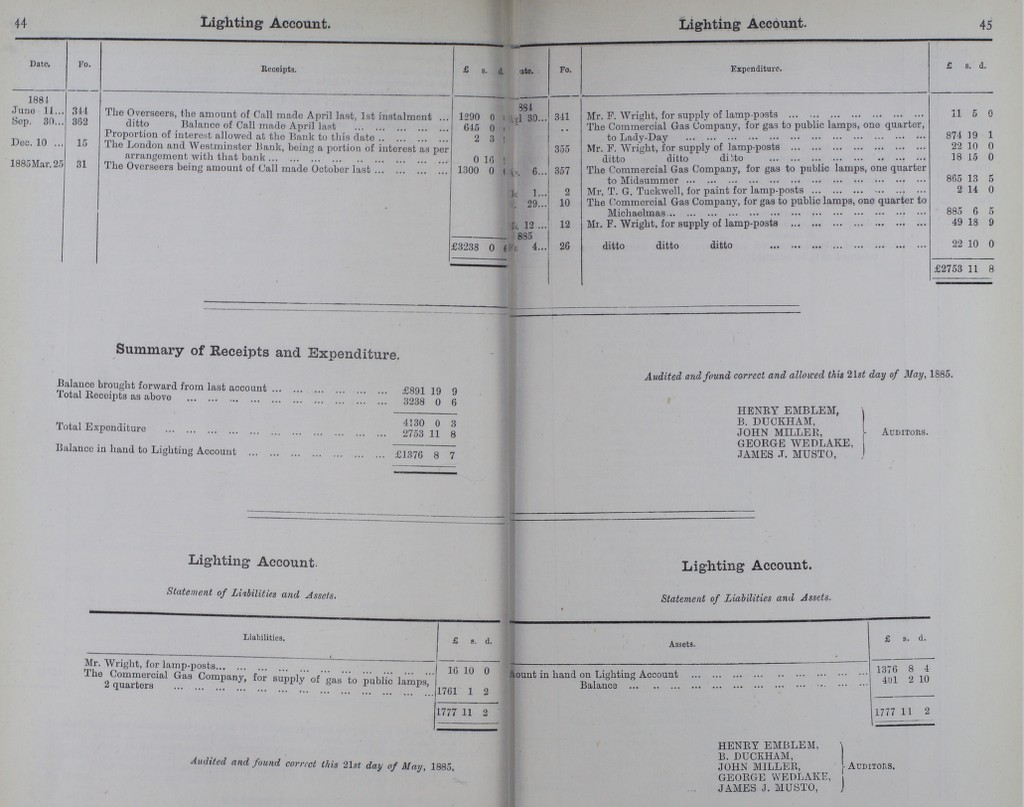 44
Lighting Account.
Date.
Fo.
Receipts.
£ s. d.
1884
June 14... 344 The Overseers, the amount of Call made April last, 1st instalment ... 1290 0
Sep. 30... 362 ditto Balance of Call made April last ... ... ... ... ... 645 0
Proportion of interest allowed at the Bank to this date .. ... ... ... 2 3
Dec. 10 ... 15 The London and Westminster Bank, being a portion of interest as per
arrangement with that bank ... ... ... ... ... ... ... ... ... 0 16
1885 Mar. 25 31 The Overseers being amount of Call made October last ... ... ... ... 1300 0
£3238 0
Summary of Receipts and Expenditure.
Balance brought forward from last account ... ... ... ... ... ... £891 19 9
Total Receipts as above ... ... ... ... ... ... ... ... ... ... 3238 0 6
4130 0 3
Total Expenditure ... ... ... ... ... ... ... ... ... ... ... 2753 11 8
Balance in hand to Lighting Account ... ... ... ... ... ... ... £1376 8 7
Lighting Account.
Statement of Liabilities and Assets.
Liabilities.
£ s. d.
Mr. Wright, for lamp-posts... ... ... ... ... ... ... ... ... ... ... 16 10 0
The Commercial Gas Company, for supply of gas to public lamps,
2 quarters ... ... ... ... ... ... ... ... ... ... ... ... ... 1761 1 2
1777 11 2
Audited and found correct this 21st day of May, 1885.
Lighting Account.
45
ate.
Fo.
Expenditure.
£ s. d.
884
30... 341 Mr. F. Wright, for supply of lamp-posts ... ... ... ... ... ... ... 11 5 0
.. The Commercial Gas Company, for gas to public lamps, one quarter,
to Lady-Day ... ... ... ... ... ... ... ... ... ... ... ... 874 19 1
355 Mr. F. Wright, for supply of lamp-posts ... ... ... ... ... ... ... 22 10 0
ditto ditto ditto ... ... ... ... ... ... ... ... 18 15 0
6... 357 The Commercial Gas Company, for gas to public lamps, one quarter
to Midsummer ... ... ... ... ... ... ... ... ... ... ... ... 865 13 5
1... 2 Mr. T. G. Tuckwell, for paint for lamp-posts ... ... ... ... ... ... 2 14 0
29... 10 The Commercial Gas Company, for gas to public lamps, one quarter to
Michaelmas ... ... ... ... ... ... ... ... ... ... ... ... ... 885 6 5
12 ... 12 Mr. F. Wright, for supply of lamp-posts ... ... ... ... ... ... ... 49 18 9
885
4... 26 ditto ditto ditto ... ... ... ... ... ... ... ... 22 10 0
£2753 11 8
Audited and found correct and allowed this 21st day of May, 1885.
HENRY EMBLEM,
B. DUCKHAM,
JOHN MILLER,
GEORGE WEDLAKE,
JAMES J. MUSTO,
AUDITORS.
Lighting Account.
Statement of Liabilities and Assets.
Assets.
£ s. d.
ount in hand on Lighting Account ... ... ... ... ... ... ... ... ... 1376 8 4
Balance ... ... ... ... ... ... ... ... ... ... ... ... 401 2 10
1777 11 2
HENRY EMBLEM,
B. DUCKHAM,
JOHN MILLER,
GEORGE WEDLAKE,
JAMES J. MUSTO,
AUDITORS.